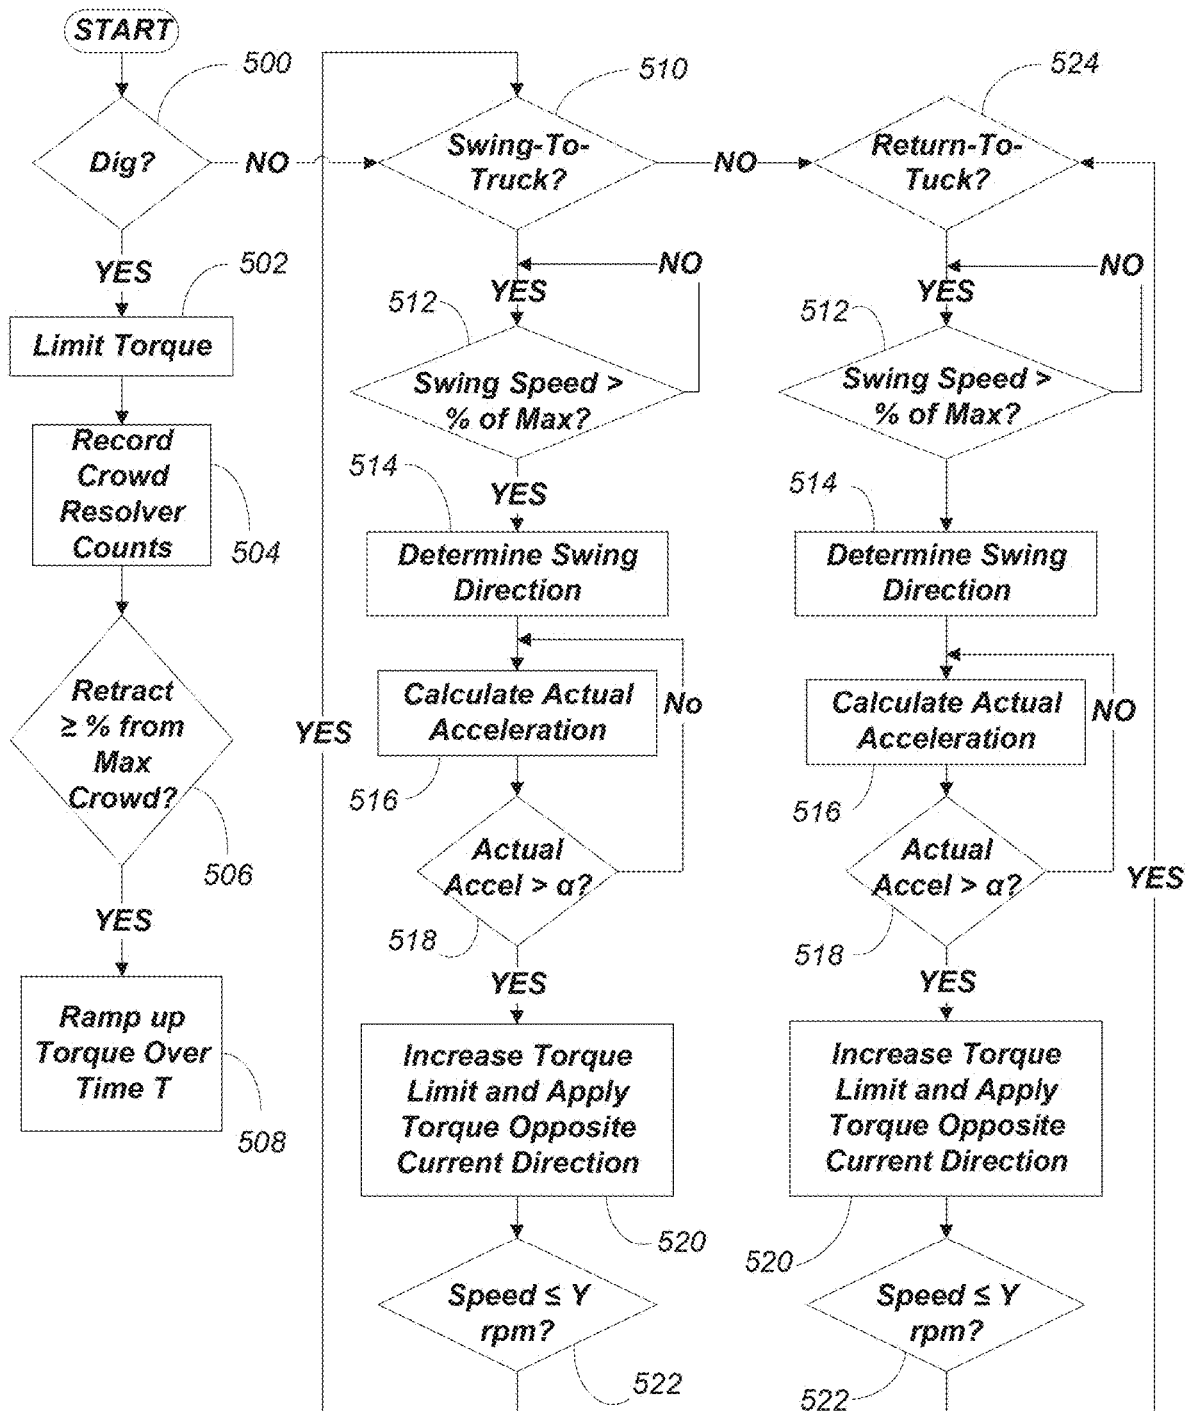 START
500
Dig?
NO
YES
502
Limit Torque
Record
Crowd
Resolver
Counts
504
Retract
≥ % from
Max
Crowd?
506
YES
Ramp up
Torque Over
Time T
508
YES
510
Swing-To-
Truck?
NO
NO
YES
512
Swing Speed >
% of Max?
514
YES
Determine Swing
Direction
Calculate Actual
Acceleration
No
516
Actual
Accel > α?
518
YES
Increase Torque
Limit and Apply
Torque Opposite
Current Direction
520
Speed ≤ Y
rpm?
522
524
Return-To-
Tuck?
NO
YES
512
Swing Speed >
% of Max?
514
Determine Swing
Direction
Calculate Actual
Acceleration
NO
516
Actual
Accel > α?
YES
518
YES
Increase Torque
Limit and Apply
Torque Opposite
Current Direction
520
Speed ≤ Y
rpm?
522